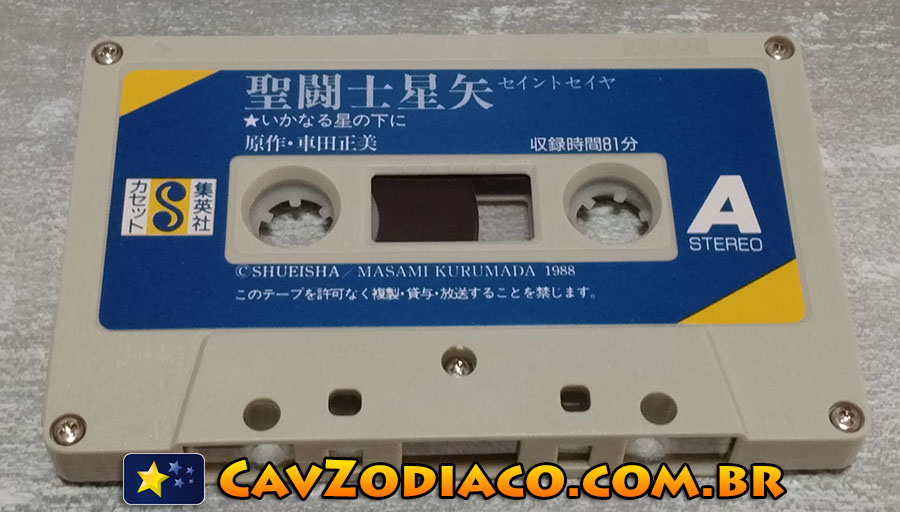 JAPAN
聖闘士星矢 セイントセイヤ
★いかなる星の下に
原作・車田正美 収録時間81分
集英社
S
カセット
A
STEREO
©SHUEISHA／MASAMI KURUMADA 1988
このテープを許可なく複製・貸与・放送することを禁じます。
CavZodiaco.com.br